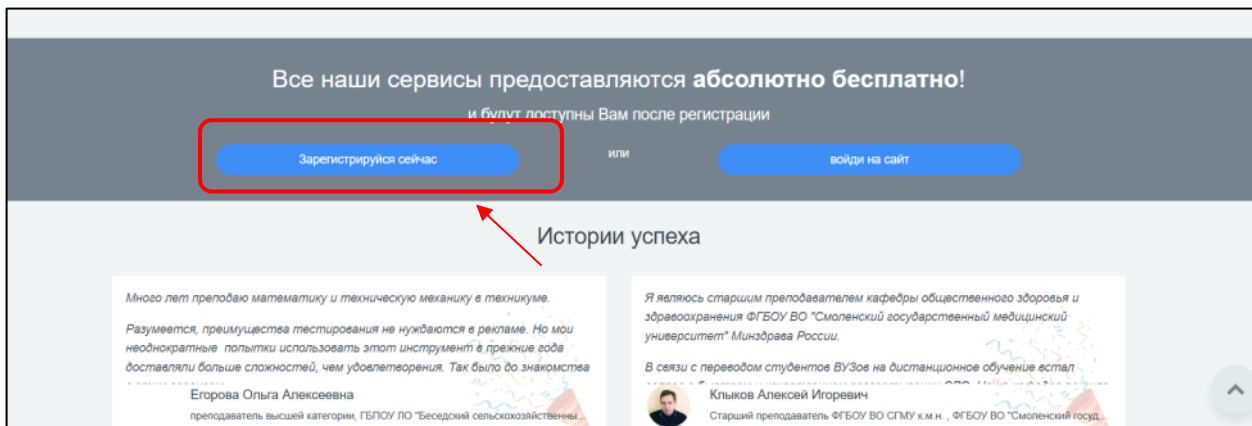 Все наши сервисы предоставляются абсолютно бесплатно!
и будут доступны Вам после регистрации
Зарегистрируйся сейчас
или
войди на сайт
Истории успеха
Много лет преподаю математику и техническую механику в техникуме.
Разумеется, преимущества тестирования не нуждаются в рекламе. Но мои
неоднократные попытки использовать этот инструмент в прежние года
доставляли больше сложностей, чем удовлетворения. Так было до знакомства
Егорова Ольга Алексеевна
преподаватель высшей категории, ГБПОУ ЛО "Беседский сельскохозяйственны...
Я являюсь старшим преподавателем кафедры общественного здоровья и
здравоохранения ФГБОУ ВО "Смоленский государственный медицинский
университет" Минздрава России.
В связи с переводом студентов ВУЗов на дистанционное обучение встал
Клыков Алексей Игоревич
Старший преподаватель ФГБОУ ВО СГМУ к.м.н. , ФГБОУ ВО "Смоленский госуд...